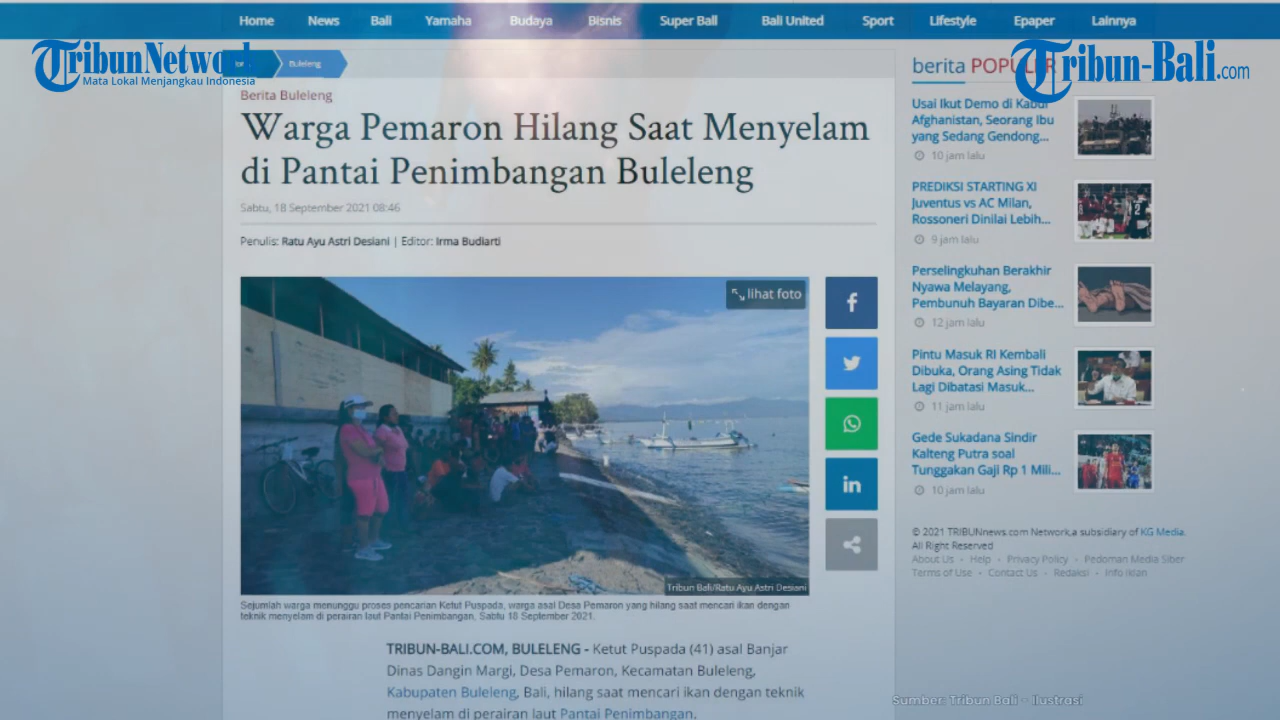 Home News Bali Yamaha Budaya Bisnis Super Ball Bali United Sport Lifestyle Epaper Lainnya
TribunNetwork
Mata Lokal Menjangkau Indonesia
Buleleng
Tribun-Bali.com
Berita Buleleng
Warga Pemaron Hilang Saat Menyelam
di Pantai Penimbangan Buleleng
Sabtu, 18 September 2021 08:46
Penulis: Ratu Ayu Astri Desiani | Editor: Irma Budiarti
lihat foto
Tribun Bali/Ratu Ayu Astri Desiani
Sejumlah warga menunggu proses pencarian Ketut Puspada, warga asal Desa Pemaron yang hilang saat mencari ikan dengan
teknik menyelam di perairan laut Pantai Penimbangan, Sabtu 18 September 2021.
TRIBUN-BALI.COM, BULELENG - Ketut Puspada (41) asal Banjar
Dinas Dangin Margi, Desa Pemaron, Kecamatan Buleleng,
Kabupaten Buleleng, Bali, hilang saat mencari ikan dengan teknik
menyelam di perairan laut Pantai Penimbangan,
berita POPULER
Usai Ikut Demo di Kabul
Afghanistan, Seorang Ibu
yang Sedang Gendong...
10 jam lalu
PREDIKSI STARTING XI
Juventus vs AC Milan,
Rossoneri Dinilai Lebih...
9 jam lalu
Perselingkuhan Berakhir
Nyawa Melayang,
Pembunuh Bayaran Dibe...
12 jam lalu
Pintu Masuk RI Kembali
Dibuka, Orang Asing Tidak
Lagi Dibatasi Masuk...
11 jam lalu
Gede Sukadana Sindir
Kalteng Putra soal
Tunggakan Gaji Rp 1 Mili...
10 jam lalu
© 2021 TRIBUNnews.com Network,a subsidiary of KG Media.
All Right Reserved
About Us - Help - Privacy Policy - Pedoman Media Siber
Terms of Use - Contact Us - Redaksi - Info Iklan
Sumber: Tribun Bali - Ilustrasi